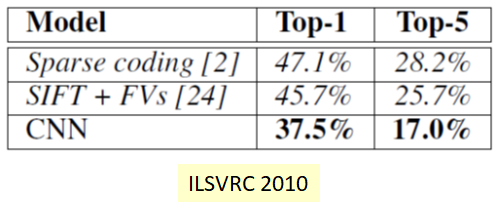 Model Top-1 Top-5
Sparse coding [2] 47.1% 28.2%
SIFT + FVs [24] 45.7% 25.7%
CNN 37.5% 17.0%
ILSVRC 2010